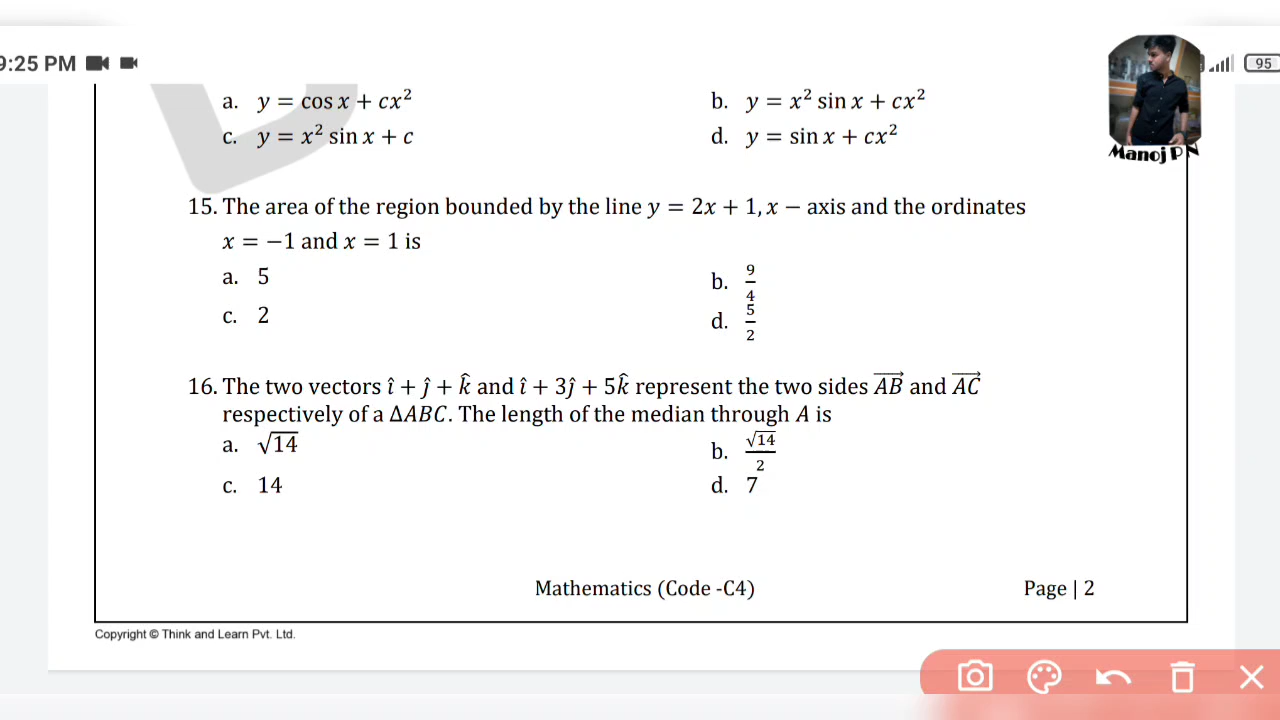 9:25 PM
95
Manoj P N
a. y = cos x + cx²
b. y = x² sin x + cx²
c. y = x² sin x + c
d. y = sin x + cx²
15. The area of the region bounded by the line y = 2x + 1, x − axis and the ordinates
x = −1 and x = 1 is
a. 5
b. 9/4
c. 2
d. 5/2
16. The two vectors î + ĵ + k̂ and î + 3ĵ + 5k̂ represent the two sides A⃗B⃗ and A⃗C⃗
respectively of a ΔABC. The length of the median through A is
a. √14
b. √14/2
c. 14
d. 7
Mathematics (Code -C4)
Page | 2
Copyright © Think and Learn Pvt. Ltd.